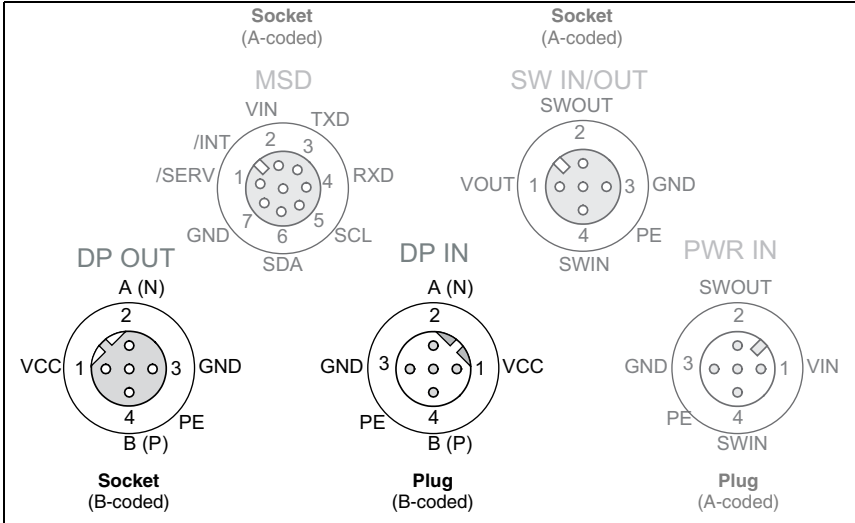 Socket
(A-coded)
Socket
(A-coded)
MSD
SW IN/OUT
VIN
TXD
/INT
2
3
/SERV
1
4
RXD
7
5
GND
6
SCL
SDA
SWOUT
2
VOUT
1
3
GND
4
PE
SWIN
DP OUT
DP IN
PWR IN
A (N)
2
VCC
1
3
GND
4
PE
B (P)
A (N)
2
GND
3
1
VCC
PE
4
B (P)
SWOUT
2
GND
3
1
VIN
PE
4
SWIN
Socket
(B-coded)
Plug
(B-coded)
Plug
(A-coded)